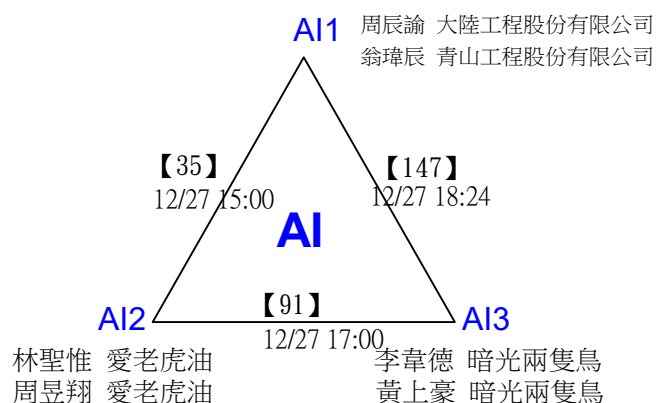 AI1
周辰諭 大陸工程股份有限公司
翁瑋辰 青山工程股份有限公司
【35】
12/27 15:00
【147】
12/27 18:24
AI
AI2
【91】
12/27 17:00
AI3
林聖惟 愛老虎油
周昱翔 愛老虎油
李韋德 暗光兩隻鳥
黃上豪 暗光兩隻鳥